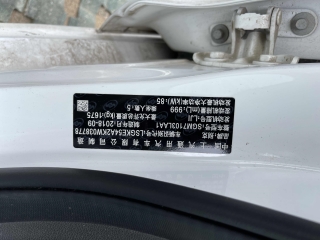 中国 上汽通用汽车有限公司 制造
品牌:别克
整车型号:SGM7103LAA1
发动机型号:LJI
发动机排量(mL):999
发动机最大净功率(kW):85
车辆识别代号:LSGKE54A2KW038778
制造年月:2018-09
最大允许总质量(kg):1675
乘坐人数:5